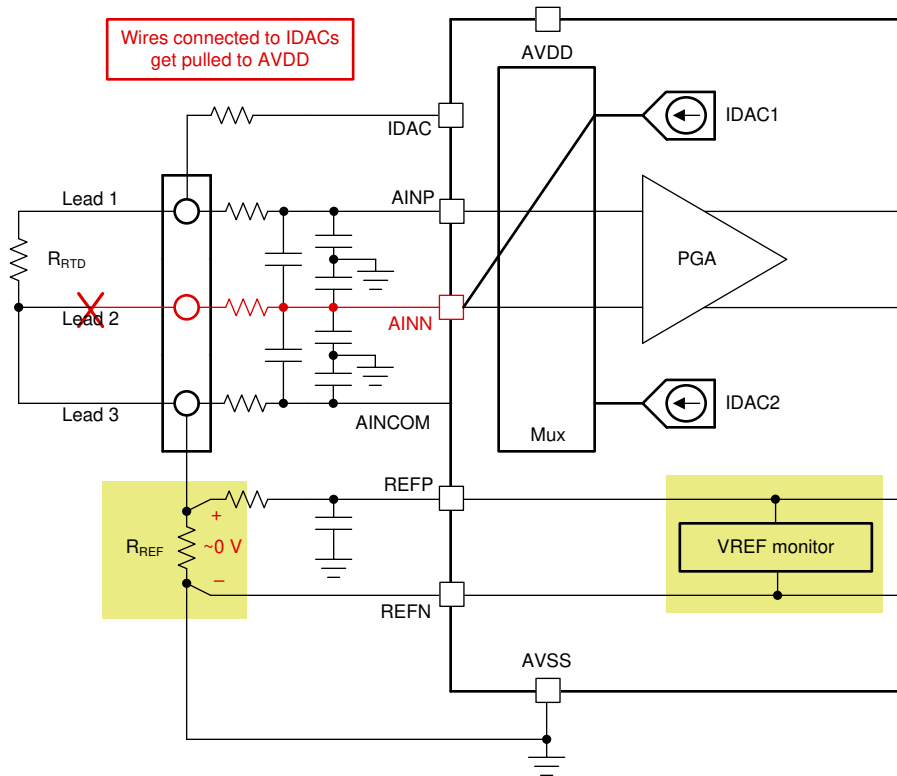 Wires connected to IDACs
get pulled to AVDD
AVDD
IDAC
IDAC1
Lead 1
AINP
RRTD
PGA
Lead 2
AINN
Lead 3
AINCOM
IDAC2
Mux
REFP
+
RREF
~0 V
–
VREF monitor
REFN
AVSS